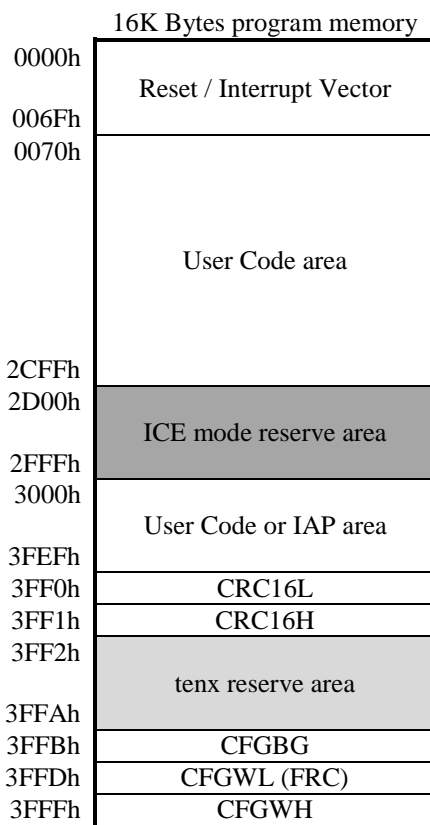 16K Bytes program memory
0000h
Reset / Interrupt Vector
006Fh
0070h
User Code area
2CFFh
2D00h
ICE mode reserve area
2FFFh
3000h
User Code or IAP area
3FEFh
3FF0h CRC16L
3FF1h CRC16H
3FF2h
tenx reserve area
3FFAh
3FFBh CFGBG
3FFDh CFGWL (FRC)
3FFFh CFGWH